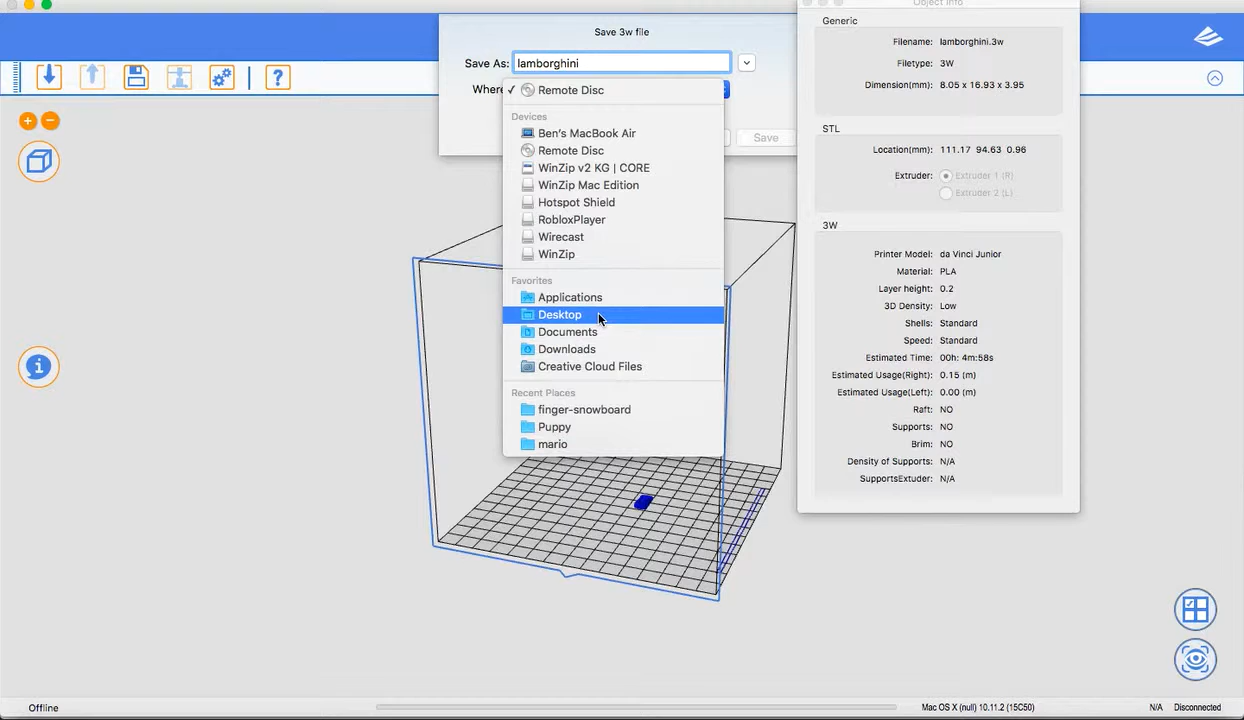 Save 3w file
Save As: lamborghini
Where ✓ Remote Disc
Devices
Ben's MacBook Air
Remote Disc
WinZip v2 KG | CORE
WinZip Mac Edition
Hotspot Shield
RobloxPlayer
Wirecast
WinZip
Favorites
Applications
Desktop
Documents
Downloads
Creative Cloud Files
Recent Places
finger-snowboard
Puppy
mario
Save
Object Info
Generic
Filename: lamborghini.3w
Filetype: 3W
Dimension(mm): 8.05 x 16.93 x 3.95
STL
Location(mm): 111.17 94.63 0.96
Extruder: Extruder 1 (R)
Extruder 2 (L)
3W
Printer Model: da Vinci Junior
Material: PLA
Layer height: 0.2
3D Density: Low
Shells: Standard
Speed: Standard
Estimated Time: 00h: 4m:58s
Estimated Usage(Right): 0.15 (m)
Estimated Usage(Left): 0.00 (m)
Raft: NO
Supports: NO
Brim: NO
Density of Supports: N/A
SupportsExtuder: N/A
Offline
Mac OS X (null) 10.11.2 (15C50)
N/A
Disconnected